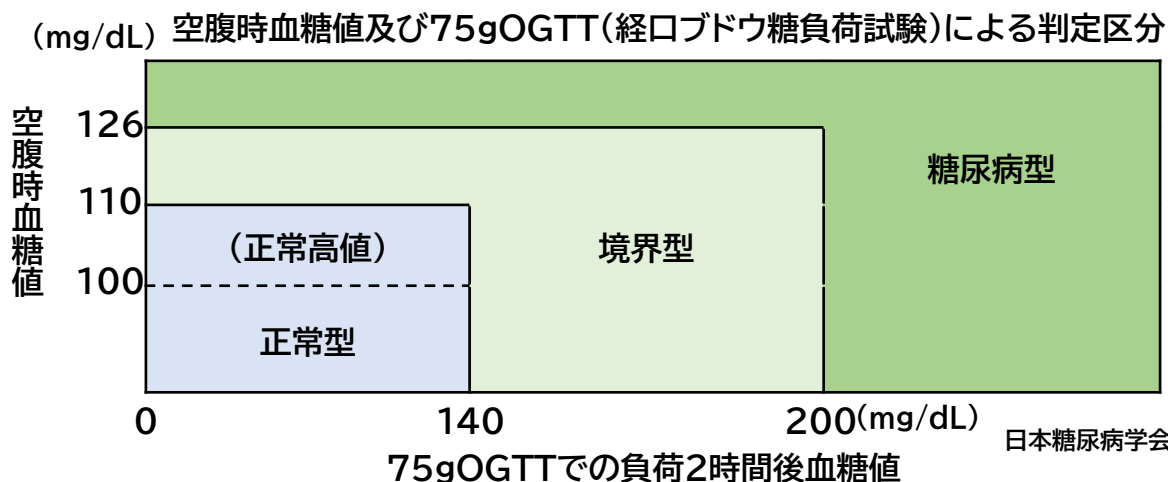 空腹時血糖値及び75gOGTT(経口ブドウ糖負荷試験)による判定区分
(mg/dL)
空腹時血糖値
126
110
100
糖尿病型
境界型
(正常高値)
正常型
0
140
200(mg/dL)
75gOGTTでの負荷2時間後血糖値
日本糖尿病学会